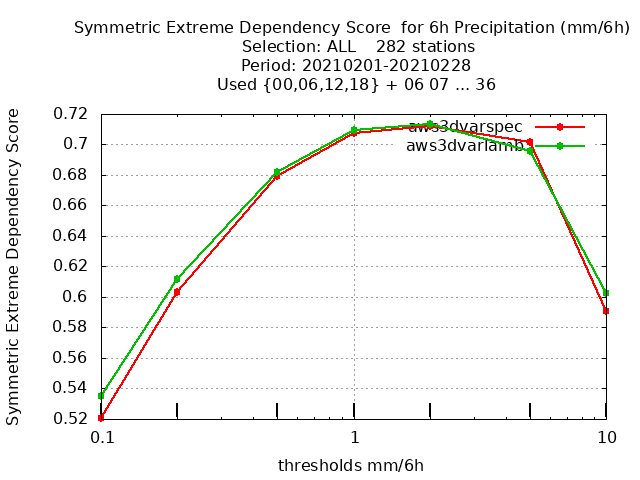 Symmetric Extreme Dependency Score  for 6h Precipitation (mm/6h)
Selection: ALL    282 stations
Period: 20210201-20210228
Used {00,06,12,18} + 06 07 ... 36
Symmetric Extreme Dependency Score
0.72
0.7
0.68
0.66
0.64
0.62
0.6
0.58
0.56
0.54
0.52
aws3dvarspec
aws3dvarlamb
0.1
1
10
thresholds mm/6h